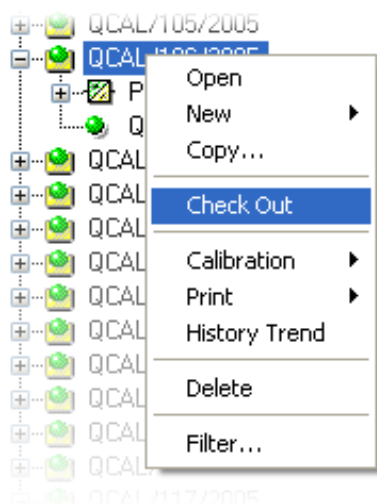 QCAL/105/2005
QCAL/106/2005
P
Q
QCAL
QCAL
QCAL
QCAL
QCAL
QCAL
QCAL
QCAL
QCAL
QCAL/117/2005
Open
New
Copy...
Check Out
Calibration
Print
History Trend
Delete
Filter...